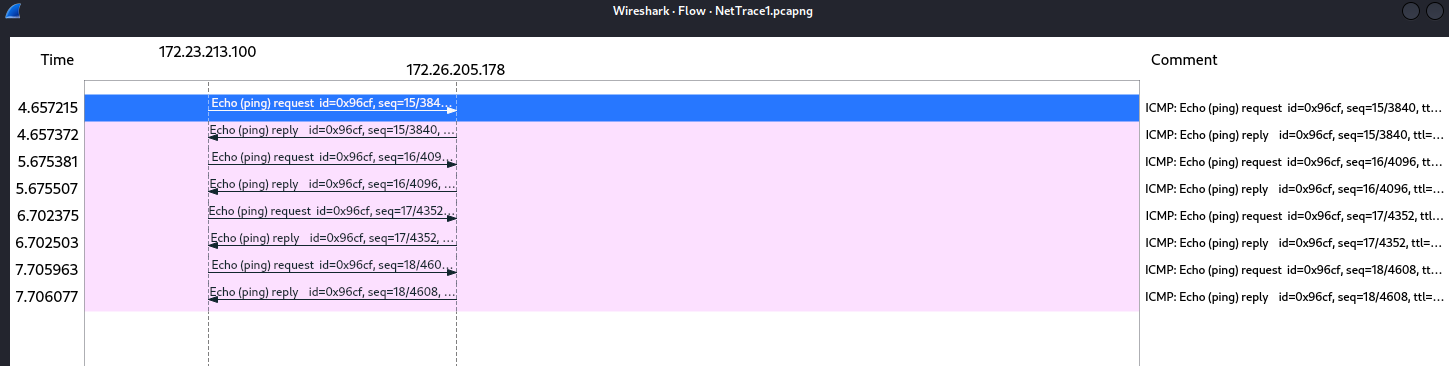 Wireshark · Flow · NetTrace1.pcapng
Time
172.23.213.100
172.26.205.178
Comment
4.657215 Echo (ping) request id=0x96cf, seq=15/384… ICMP: Echo (ping) request id=0x96cf, seq=15/3840, tt…
4.657372 Echo (ping) reply id=0x96cf, seq=15/3840, … ICMP: Echo (ping) reply id=0x96cf, seq=15/3840, ttl=…
5.675381 Echo (ping) request id=0x96cf, seq=16/409… ICMP: Echo (ping) request id=0x96cf, seq=16/4096, tt…
5.675507 Echo (ping) reply id=0x96cf, seq=16/4096, … ICMP: Echo (ping) reply id=0x96cf, seq=16/4096, ttl=…
6.702375 Echo (ping) request id=0x96cf, seq=17/4352… ICMP: Echo (ping) request id=0x96cf, seq=17/4352, ttl…
6.702503 Echo (ping) reply id=0x96cf, seq=17/4352, … ICMP: Echo (ping) reply id=0x96cf, seq=17/4352, ttl=…
7.705963 Echo (ping) request id=0x96cf, seq=18/460… ICMP: Echo (ping) request id=0x96cf, seq=18/4608, tt…
7.706077 Echo (ping) reply id=0x96cf, seq=18/4608, … ICMP: Echo (ping) reply id=0x96cf, seq=18/4608, ttl=…